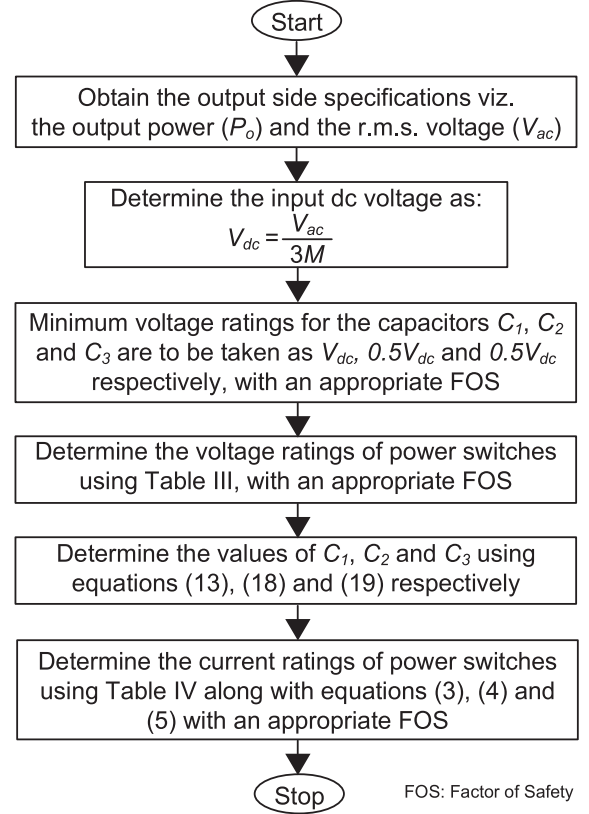 Start
Obtain the output side specifications viz.
the output power (Pₒ) and the r.m.s. voltage (Vac)
Determine the input dc voltage as:
Vdc = Vac / 3M
Minimum voltage ratings for the capacitors C₁, C₂
and C₃ are to be taken as Vdc, 0.5Vdc and 0.5Vdc
respectively, with an appropriate FOS
Determine the voltage ratings of power switches
using Table III, with an appropriate FOS
Determine the values of C₁, C₂ and C₃ using
equations (13), (18) and (19) respectively
Determine the current ratings of power switches
using Table IV along with equations (3), (4) and
(5) with an appropriate FOS
Stop
FOS: Factor of Safety